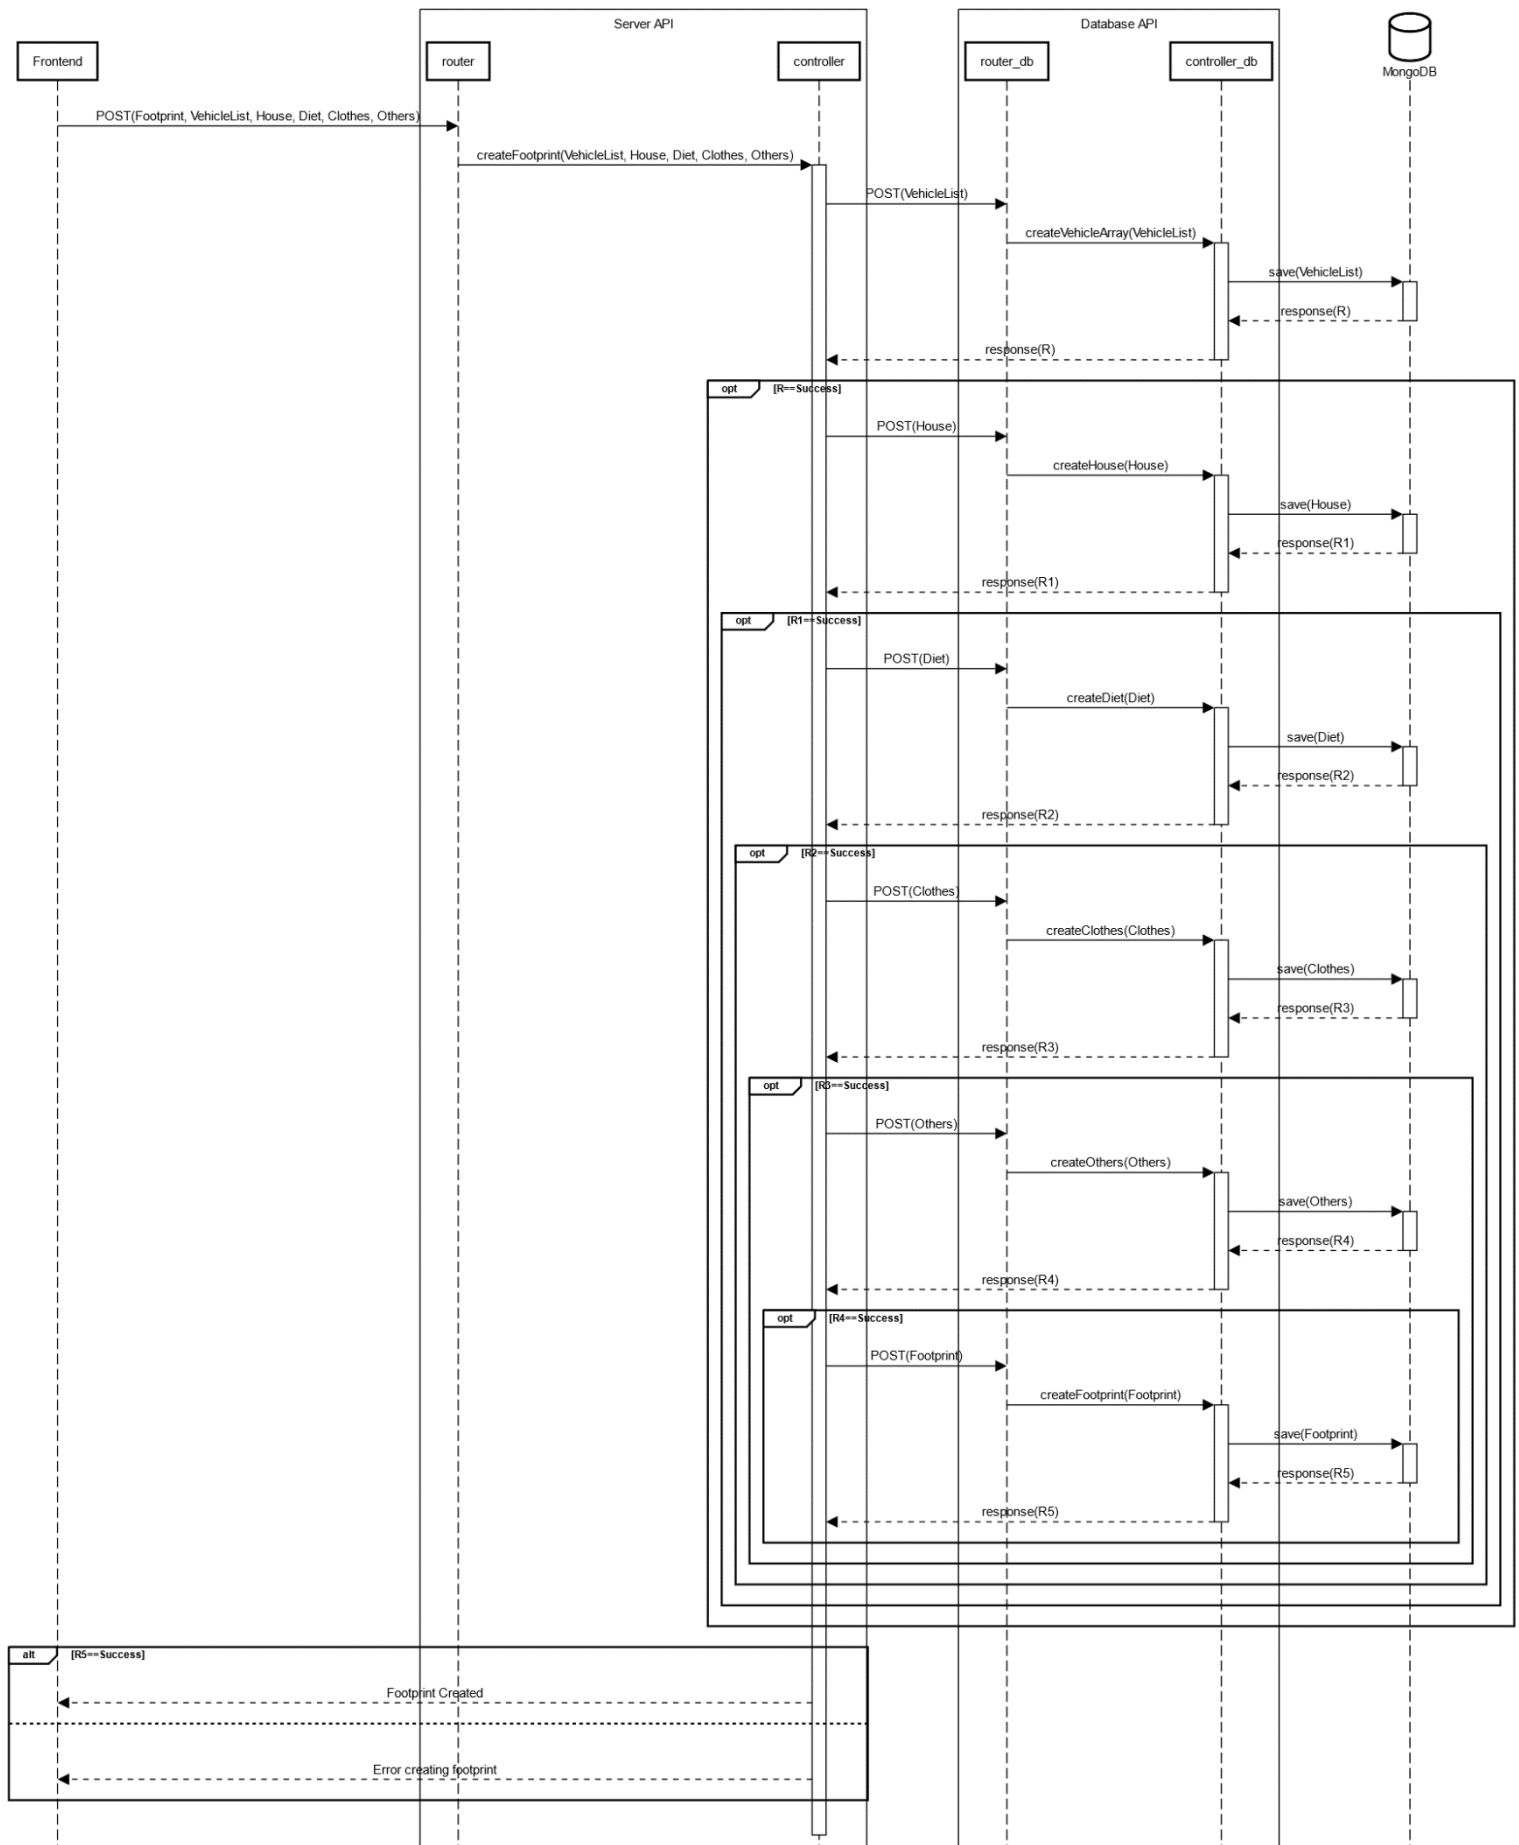 Server API
Database API
Frontend
router
controller
router_db
controller_db
MongoDB
POST(Footprint, VehicleList, House, Diet, Clothes, Others)
createFootprint(VehicleList, House, Diet, Clothes, Others)
POST(VehicleList)
createVehicleArray(VehicleList)
save(VehicleList)
response(R)
response(R)
opt
[R==Success]
POST(House)
createHouse(House)
save(House)
response(R1)
response(R1)
opt
[R1==Success]
POST(Diet)
createDiet(Diet)
save(Diet)
response(R2)
response(R2)
opt
[R2==Success]
POST(Clothes)
createClothes(Clothes)
save(Clothes)
response(R3)
response(R3)
opt
[R3==Success]
POST(Others)
createOthers(Others)
save(Others)
response(R4)
response(R4)
opt
[R4==Success]
POST(Footprint)
createFootprint(Footprint)
save(Footprint)
response(R5)
response(R5)
alt
[R5==Success]
Footprint Created
Error creating footprint